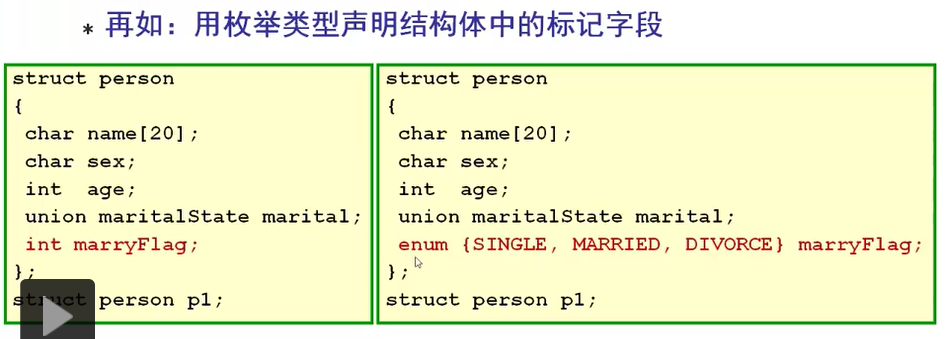 * 再如：用枚举类型声明结构体中的标记字段
struct person
{
char name[20];
char sex;
int age;
union maritalState marital;
int marryFlag;
};
struct person p1;
struct person
{
char name[20];
char sex;
int age;
union maritalState marital;
enum {SINGLE, MARRIED, DIVORCE} marryFlag;
};
struct person p1;